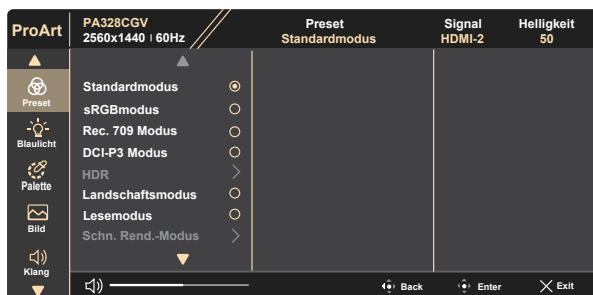 ProArt
PA328CGV
2560x1440 | 60Hz
Preset
Standardmodus
Signal
HDMI-2
Helligkeit
50
Preset
Blaulicht
Palette
Bild
Klang
Standardmodus
sRGBmodus
Rec. 709 Modus
DCI-P3 Modus
HDR
Landschaftsmodus
Lesemodus
Schn. Rend.-Modus
Back
Enter
Exit